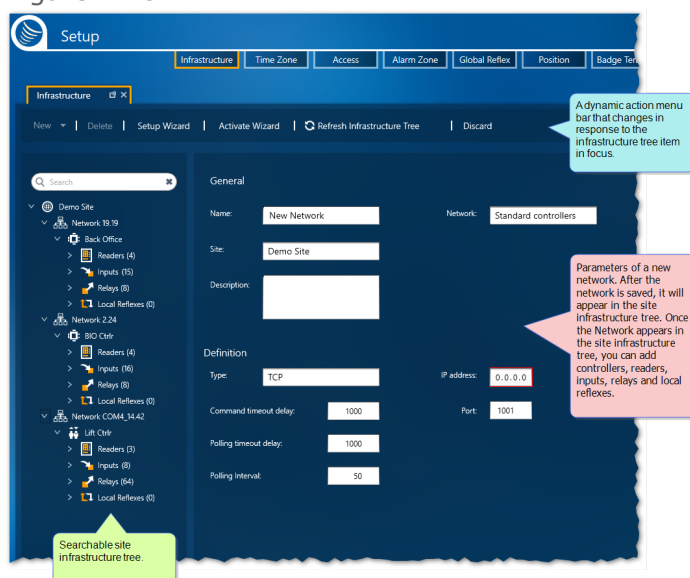 Setup
Infrastructure Time Zone Access Alarm Zone Global Reflex Position Badge Ten
Infrastructure
New Delete Setup Wizard Activate Wizard Refresh Infrastructure Tree Discard
A dynamic action menu
bar that changes in
response to the
infrastructure tree item
in focus.
Search
Demo Site
Network 19.19
Back Office
Readers (4)
Inputs (15)
Relays (8)
Local Reflexes (0)
Network 2.24
BIO Ctrlr
Readers (4)
Inputs (16)
Relays (8)
Local Reflexes (0)
Network COM4_14.42
Lift Ctrlr
Readers (3)
Inputs (8)
Relays (64)
Local Reflexes (0)
Searchable site
infrastructure tree.
General
Name: New Network Network: Standard controllers
Site: Demo Site
Description:
Definition
Type: TCP IP address: 0.0.0.0
Command timeout delay: 1000 Port: 1001
Polling timeout delay: 1000
Polling Interval: 50
Parameters of a new
network. After the
network is saved, it will
appear in the site
infrastructure tree. Once
the Network appears in
the site infrastructure
tree, you can add
controllers, readers,
inputs, relays and local
reflexes.